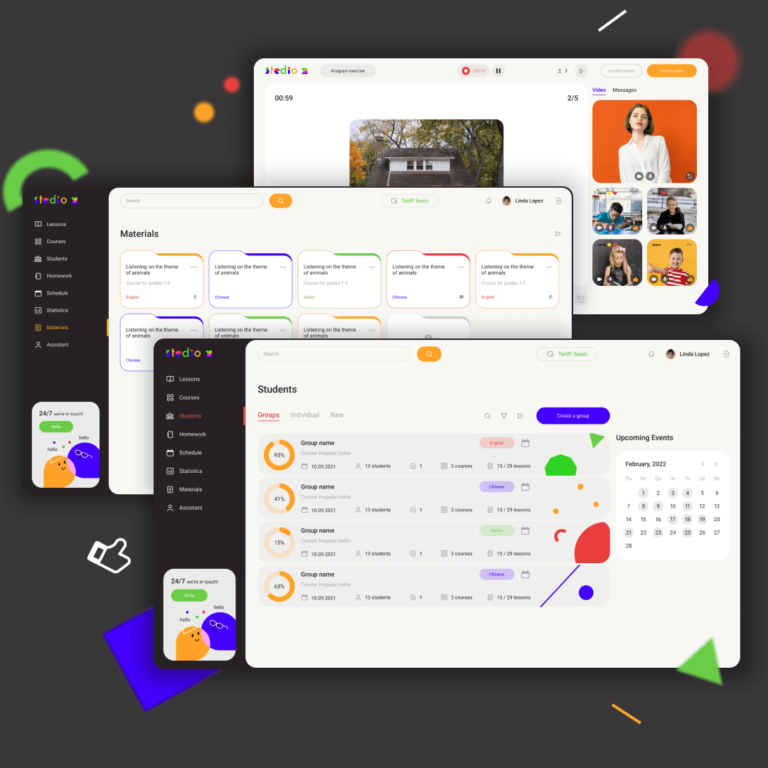 stedio
Anagram exercise
7
00:59
2/5
Video
Messages
stedio
Lessons
Courses
Students
Homework
Schedule
Statistics
Materials
Assistant
24/7 we're in touch!
Write
hello
hello
Search
Tariff: basic
Linda Lopez
Materials
Listening on the theme
of animals
Course for grades 1-3
English
Listening on the theme
of animals
Chinese
Listening on the theme
of animals
Course for grades 1-3
Italian
Listening on the theme
of animals
Chinese
Listening on the theme
of animals
Course for grades 1-3
English
Listening on the theme
of animals
Chinese
Listening on the theme
of animals
Listening on the theme
of animals
Listening on the theme
of animals
stedio
Lessons
Courses
Students
Homework
Schedule
Statistics
Materials
Assistant
24/7 we're in touch!
Write
hello
hello
Search
Tariff: basic
Linda Lopez
Students
Groups
Individual
New
Create a group
93%
Group name
English
Course: Irregular Verbs
10.09.2021
13 students
1
3 courses
15 / 29 lessons
41%
Group name
Chinese
Course: Irregular Verbs
10.09.2021
13 students
1
3 courses
15 / 29 lessons
15%
Group name
Italian
Course: Irregular Verbs
10.09.2021
13 students
1
3 courses
15 / 29 lessons
65%
Group name
Chinese
Course: Irregular Verbs
10.09.2021
13 students
1
3 courses
15 / 29 lessons
Upcoming Events
February, 2022
1 2 3 4 5 6
7 8 9 10 11 12 13
14 15 16 17 18 19 20
21 22 23 24 25 26 27
28